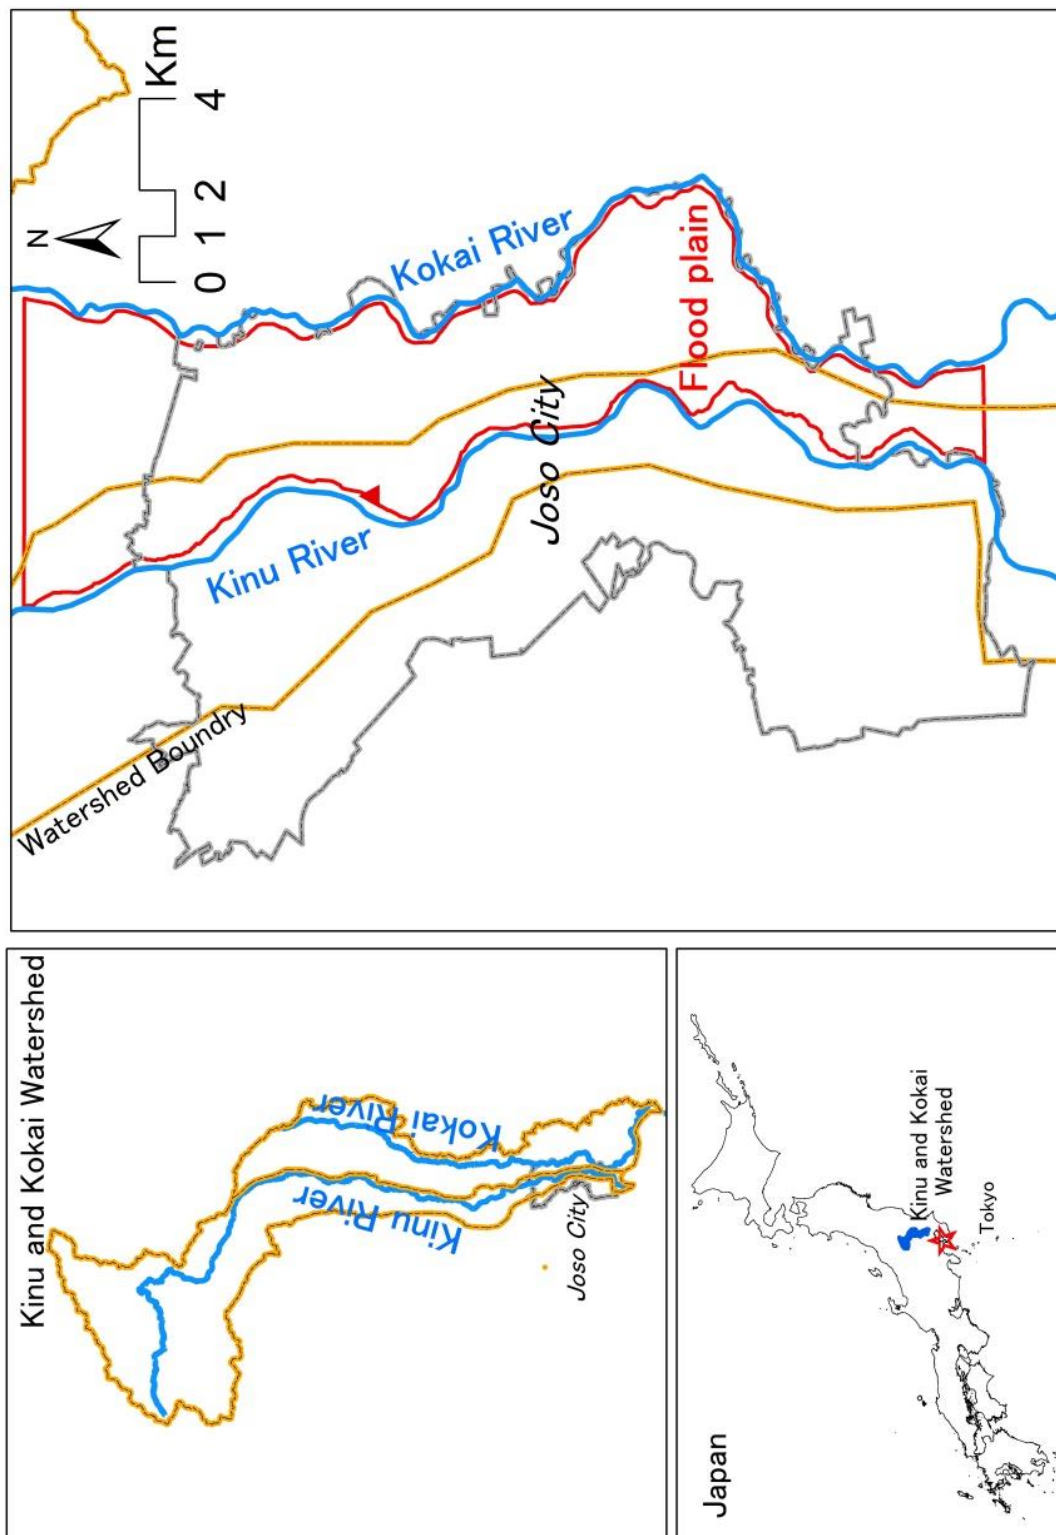 Kinu and Kokai Watershed
Kokai River
Kinu River
Joso City
Japan
Kinu and Kokai
Watershed
Tokyo
N
Km
0 1 2 4
Kokai River
Kinu River
Joso City
Flood plain
Watershed Boundry